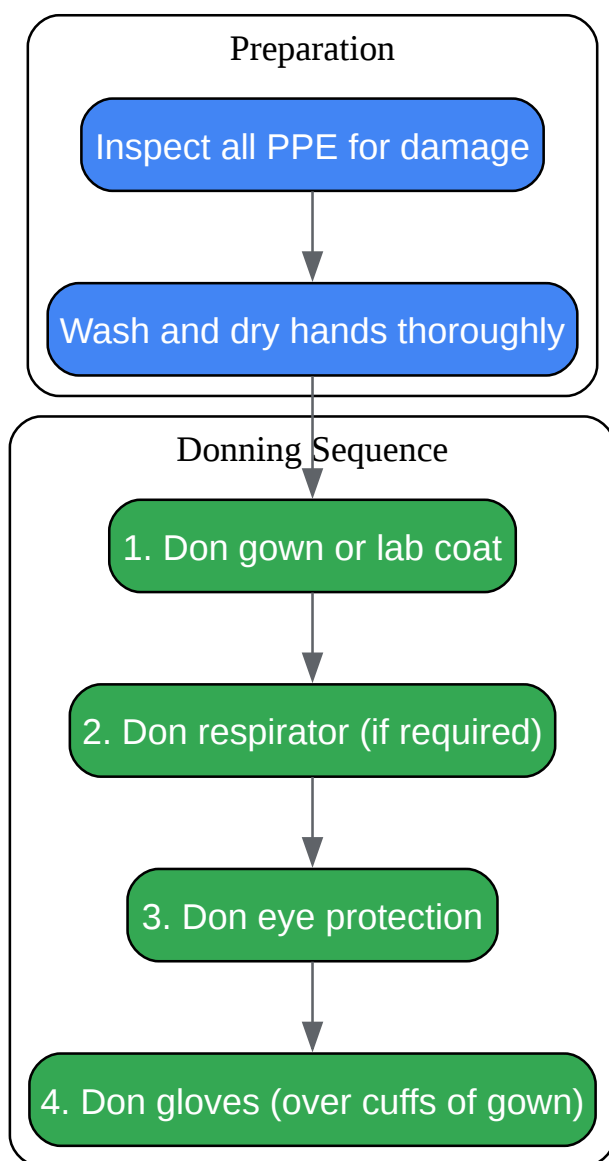 Preparation
Inspect all PPE for damage
Wash and dry hands thoroughly
Donning Sequence
1. Don gown or lab coat
2. Don respirator (if required)
3. Don eye protection
4. Don gloves (over cuffs of gown)